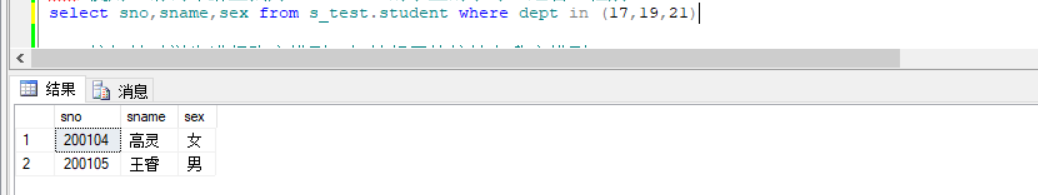 select sno,sname,sex from s_test.student where dept in (17,19,21)
结果 消息
sno sname sex
1 200104 高灵 女
2 200105 王睿 男